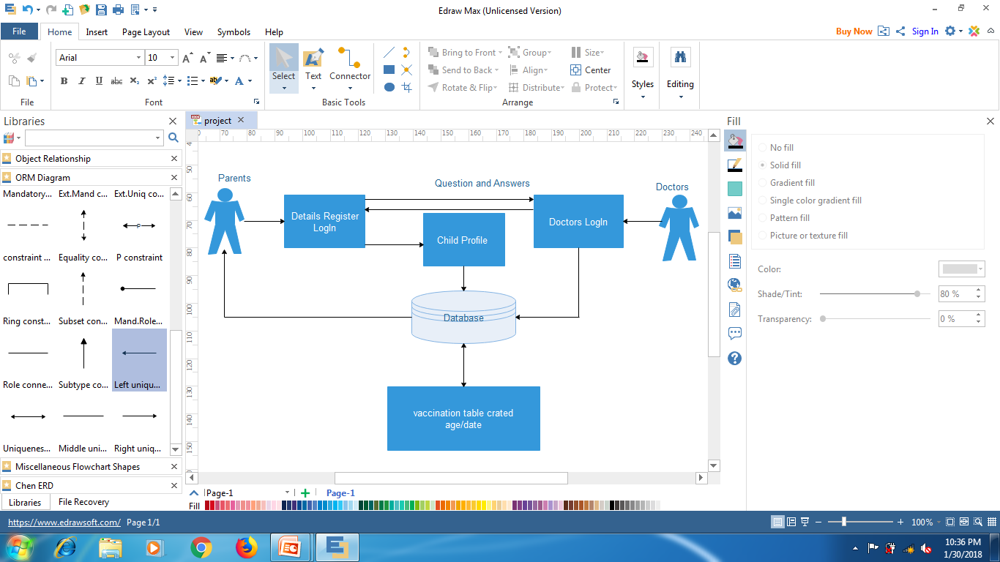 Edraw Max (Unlicensed Version)
File Home Insert Page Layout View Symbols Help
Buy Now Sign In
Arial 10
B I U abc X₂ X² A
Select Text Connector
Bring to Front Group Size
Send to Back Align Center
Rotate & Flip Distribute Protect
Styles Editing
File Font Basic Tools Arrange
Libraries
Object Relationship
ORM Diagram
Mandatory... Ext.Mand c... Ext.Uniq co...
P
constraint ... Equality co... P constraint
Ring const... Subset con... Mand.Role...
Role conne... Subtype co... Left uniqu...
Uniquenes... Middle uni... Right uniq...
Miscellaneous Flowchart Shapes
Chen ERD
Libraries File Recovery
project
70 80 90 100 110 120 130 140 150 160 170 180 190 200 210 220 230 240
50
60
70
80
90
100
110
120
130
140
150
Parents
Question and Answers
Doctors
Details Register
LogIn
Child Profile
Doctors LogIn
Database
vaccination table crated
age/date
Page-1 Page-1
Fill
Fill
No fill
Solid fill
Gradient fill
Single color gradient fill
Pattern fill
Picture or texture fill
Color:
Shade/Tint: 80 %
Transparency: 0 %
https://www.edrawsoft.com/ Page 1/1
100%
10:36 PM
1/30/2018